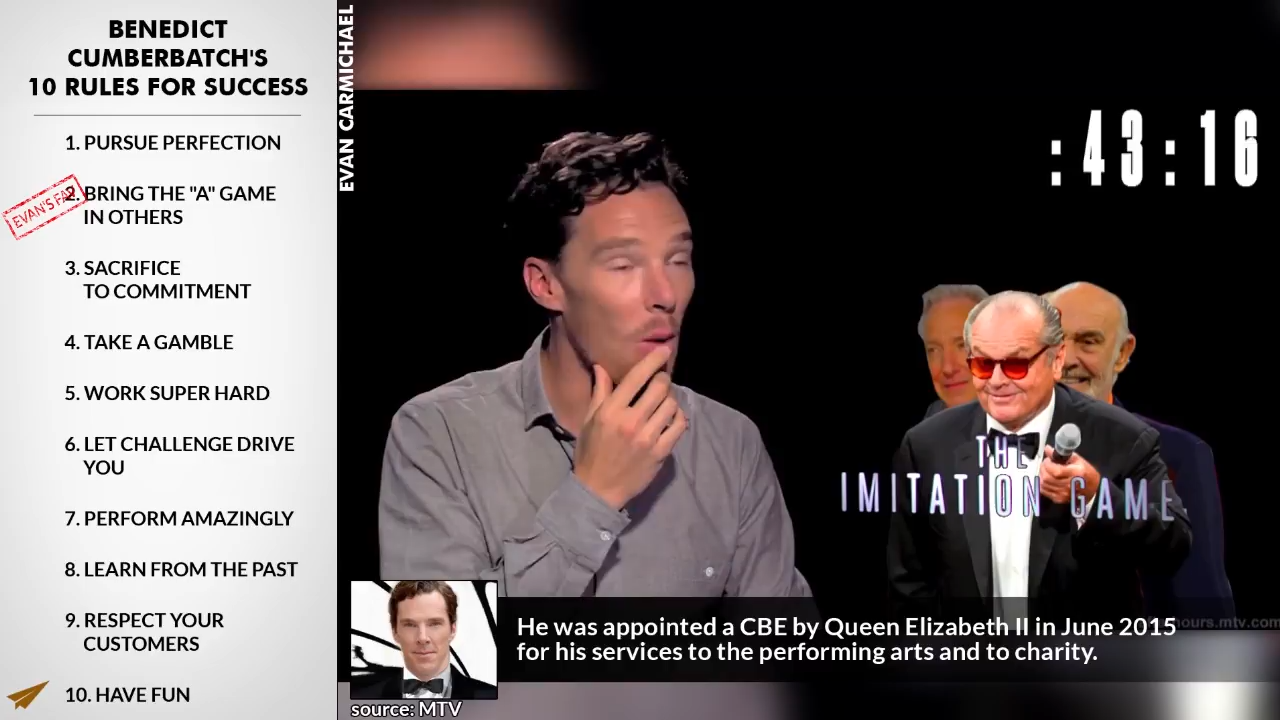 BENEDICT
CUMBERBATCH'S
10 RULES FOR SUCCESS
1. PURSUE PERFECTION
2. BRING THE "A" GAME
IN OTHERS
EVAN'S FAV
3. SACRIFICE
TO COMMITMENT
4. TAKE A GAMBLE
5. WORK SUPER HARD
6. LET CHALLENGE DRIVE
YOU
7. PERFORM AMAZINGLY
8. LEARN FROM THE PAST
9. RESPECT YOUR
CUSTOMERS
10. HAVE FUN
EVAN CARMICHAEL
:43:16
THE
IMITATION GAME
He was appointed a CBE by Queen Elizabeth II in June 2015
for his services to the performing arts and to charity.
hours.mtv.com
source: MTV